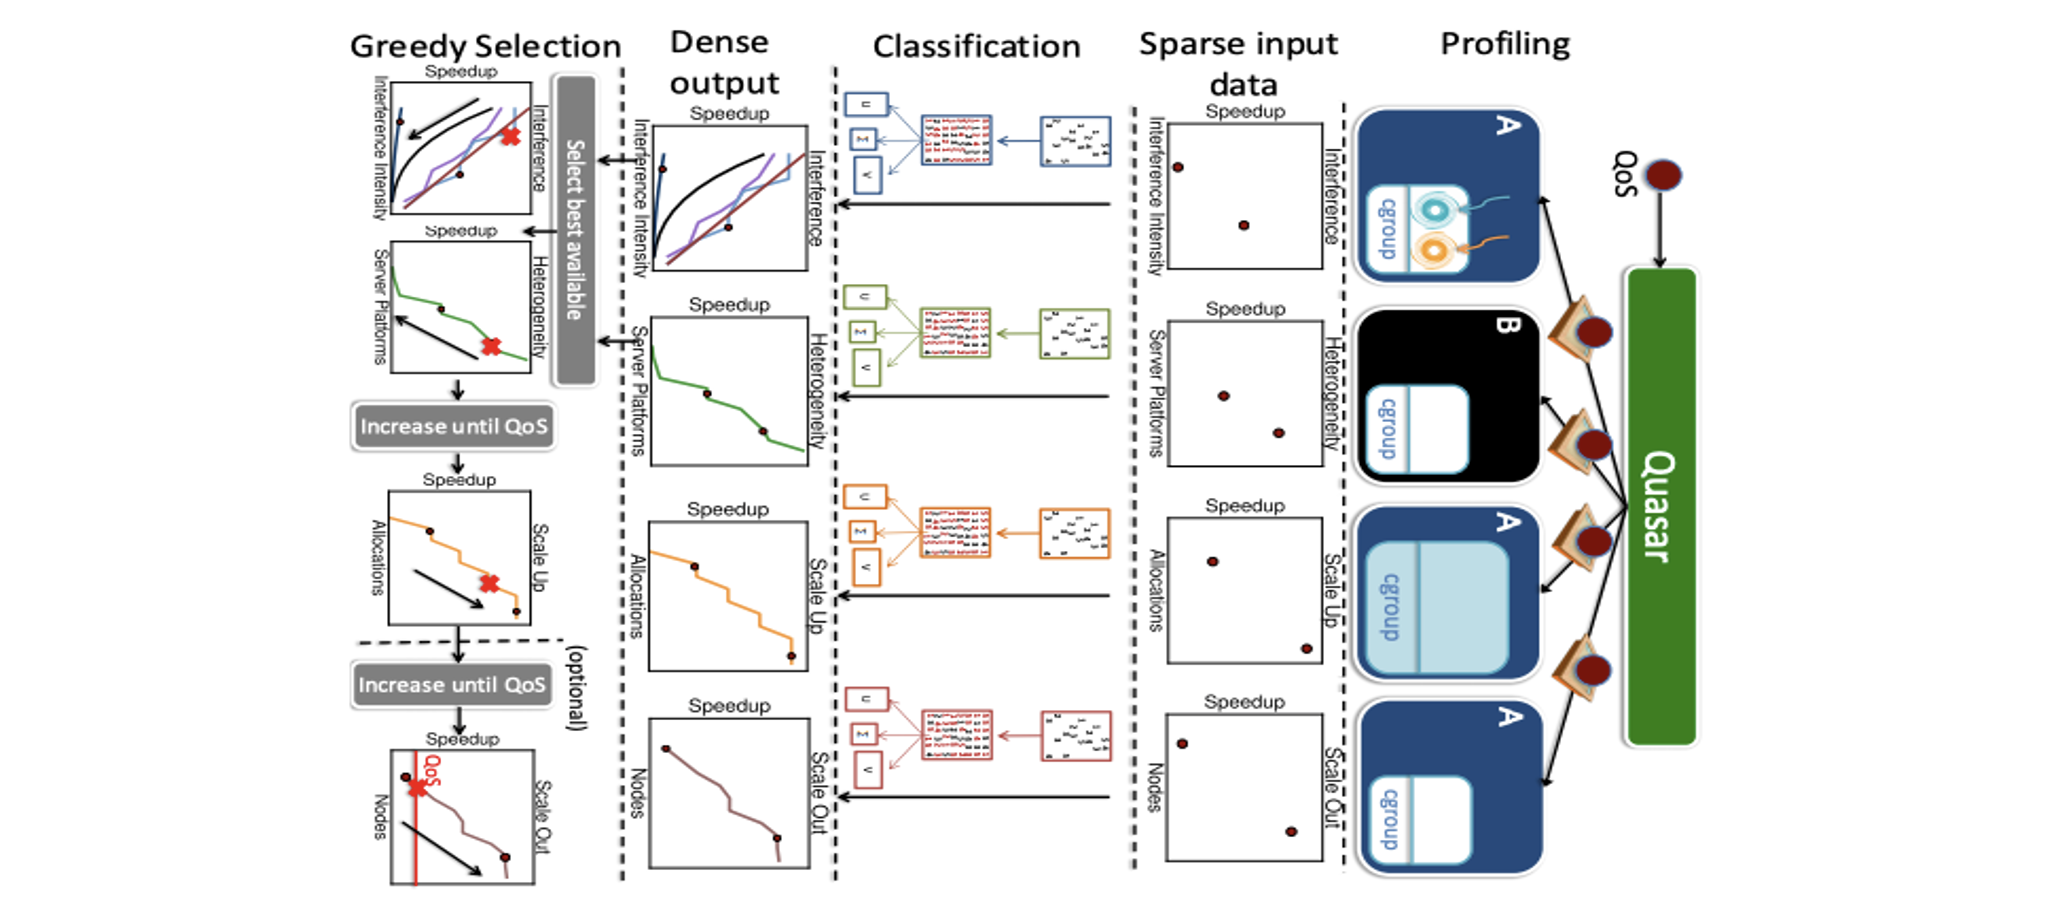 Greedy Selection
Dense
output
Classification
Sparse input
data
Profiling
Speedup
Interference
Interference Intensity
Speedup
Heterogeneity
Server Platforms
Select best available
Increase until QoS
Speedup
Scale Up
Allocations
(optional)
Increase until QoS
Speedup
QoS
Scale Out
Nodes
Speedup
Interference
Interference Intensity
Speedup
Heterogeneity
Server Platforms
Speedup
Scale Up
Allocations
Speedup
Scale Out
Nodes
U
Σ
V
U
Σ
V
U
Σ
V
U
Σ
V
Speedup
Interference
Interference Intensity
Speedup
Heterogeneity
Server Platforms
Speedup
Scale Up
Allocations
Speedup
Scale Out
Nodes
A
cgroup
B
cgroup
A
cgroup
A
cgroup
QoS
Quasar